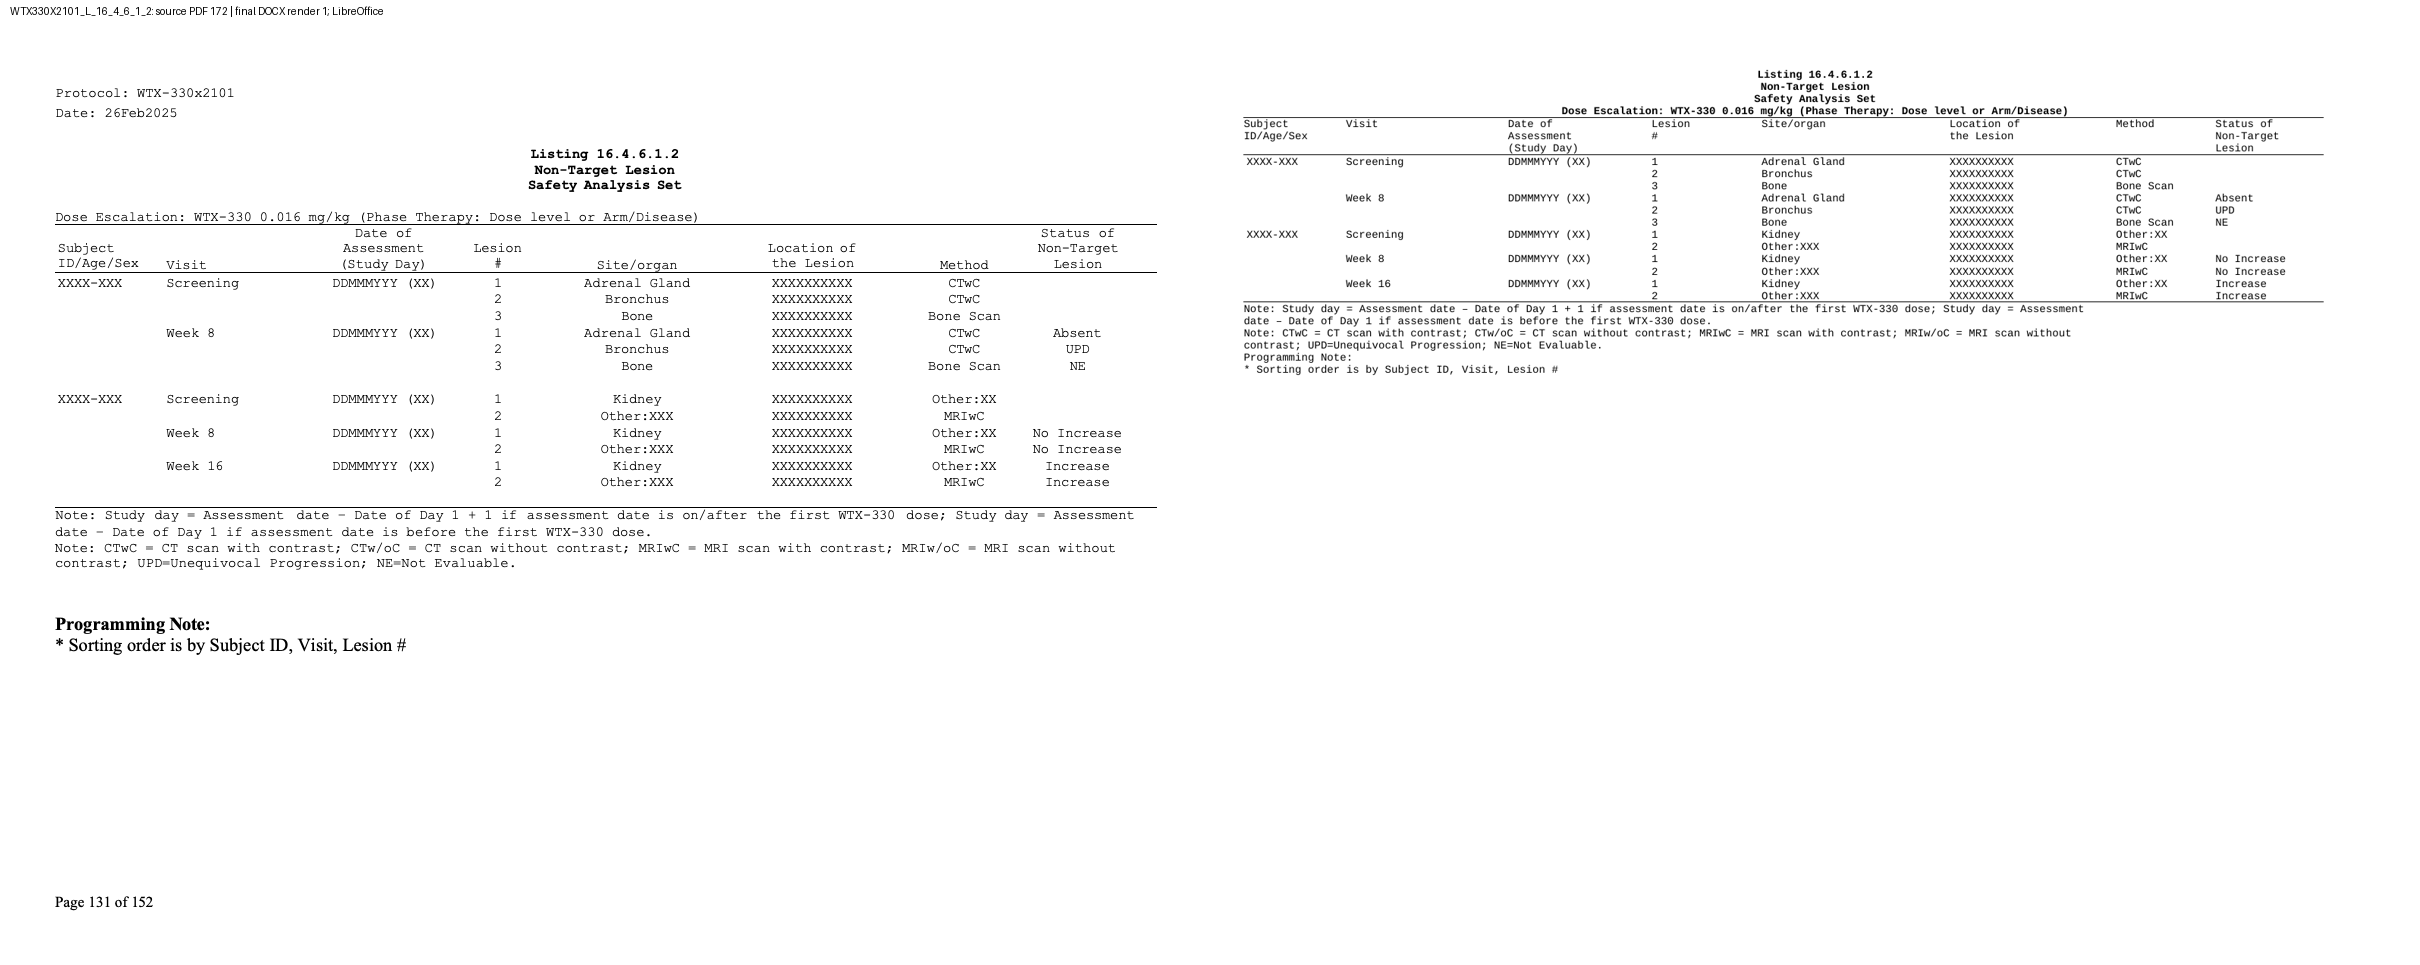 WTX330X2101_L_16_4_6_1_2: source PDF 172 | final DOCX render 1; LibreOffice
Protocol: WTX-330x2101
Date: 26Feb2025
Listing 16.4.6.1.2
Non-Target Lesion
Safety Analysis Set
Dose Escalation: WTX-330 0.016 mg/kg (Phase Therapy: Dose level or Arm/Disease)
Date of Status of
Subject Assessment Lesion Location of Non-Target
ID/Age/Sex Visit (Study Day) # Site/organ the Lesion Method Lesion
XXXX-XXX Screening DDMMMYYY (XX) 1 Adrenal Gland XXXXXXXXXX CTwC
2 Bronchus XXXXXXXXXX CTwC
3 Bone XXXXXXXXXX Bone Scan
Week 8 DDMMMYYY (XX) 1 Adrenal Gland XXXXXXXXXX CTwC Absent
2 Bronchus XXXXXXXXXX CTwC UPD
3 Bone XXXXXXXXXX Bone Scan NE
XXXX-XXX Screening DDMMMYYY (XX) 1 Kidney XXXXXXXXXX Other:XX
2 Other:XXX XXXXXXXXXX MRIwC
Week 8 DDMMMYYY (XX) 1 Kidney XXXXXXXXXX Other:XX No Increase
2 Other:XXX XXXXXXXXXX MRIwC No Increase
Week 16 DDMMMYYY (XX) 1 Kidney XXXXXXXXXX Other:XX Increase
2 Other:XXX XXXXXXXXXX MRIwC Increase
Note: Study day = Assessment date – Date of Day 1 + 1 if assessment date is on/after the first WTX-330 dose; Study day = Assessment
date – Date of Day 1 if assessment date is before the first WTX-330 dose.
Note: CTwC = CT scan with contrast; CTw/oC = CT scan without contrast; MRIwC = MRI scan with contrast; MRIw/oC = MRI scan without
contrast; UPD=Unequivocal Progression; NE=Not Evaluable.
Programming Note:
* Sorting order is by Subject ID, Visit, Lesion #
Page 131 of 152
Listing 16.4.6.1.2
Non-Target Lesion
Safety Analysis Set
Dose Escalation: WTX-330 0.016 mg/kg (Phase Therapy: Dose level or Arm/Disease)
Subject Visit Date of Lesion Site/organ Location of Method Status of
ID/Age/Sex Assessment # the Lesion Non-Target
(Study Day) Lesion
XXXX-XXX Screening DDMMMYYY (XX) 1 Adrenal Gland XXXXXXXXXX CTwC
2 Bronchus XXXXXXXXXX CTwC
3 Bone XXXXXXXXXX Bone Scan
Week 8 DDMMMYYY (XX) 1 Adrenal Gland XXXXXXXXXX CTwC Absent
2 Bronchus XXXXXXXXXX CTwC UPD
3 Bone XXXXXXXXXX Bone Scan NE
XXXX-XXX Screening DDMMMYYY (XX) 1 Kidney XXXXXXXXXX Other:XX
2 Other:XXX XXXXXXXXXX MRIwC
Week 8 DDMMMYYY (XX) 1 Kidney XXXXXXXXXX Other:XX No Increase
2 Other:XXX XXXXXXXXXX MRIwC No Increase
Week 16 DDMMMYYY (XX) 1 Kidney XXXXXXXXXX Other:XX Increase
2 Other:XXX XXXXXXXXXX MRIwC Increase
Note: Study day = Assessment date – Date of Day 1 + 1 if assessment date is on/after the first WTX-330 dose; Study day = Assessment
date – Date of Day 1 if assessment date is before the first WTX-330 dose.
Note: CTwC = CT scan with contrast; CTw/oC = CT scan without contrast; MRIwC = MRI scan with contrast; MRIw/oC = MRI scan without
contrast; UPD=Unequivocal Progression; NE=Not Evaluable.
Programming Note:
* Sorting order is by Subject ID, Visit, Lesion #